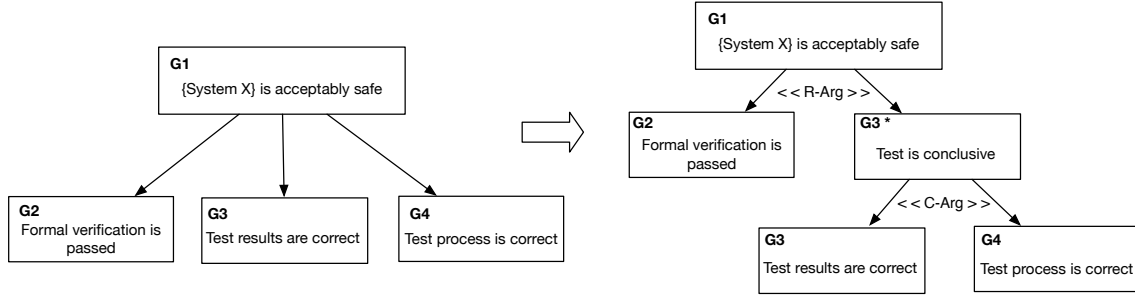 G1
{System X} is acceptably safe
G2
Formal verification is
passed
G3
Test results are correct
G4
Test process is correct
G1
{System X} is acceptably safe
<< R-Arg >>
G2
Formal verification is
passed
G3 *
Test is conclusive
<< C-Arg >>
G3
Test results are correct
G4
Test process is correct